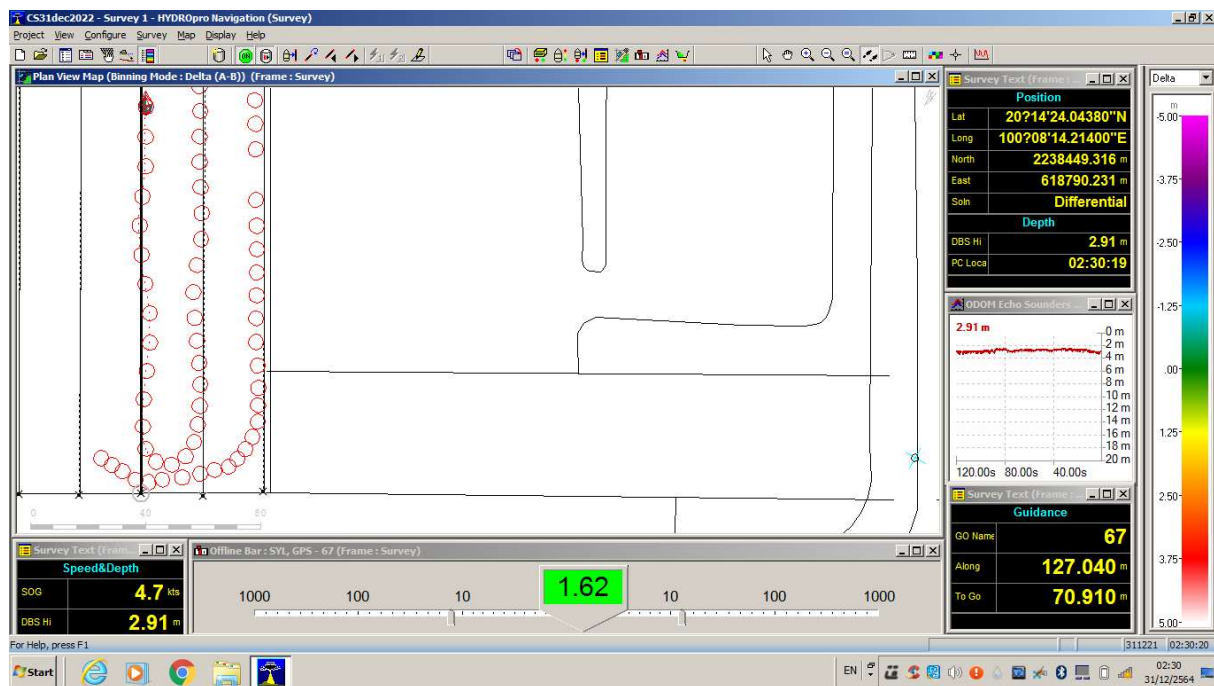 CS31dec2022 - Survey 1 - HYDROpro Navigation (Survey)
Project View Configure Survey Map Display Help
Plan View Map (Binning Mode : Delta (A-B)) (Frame : Survey)
0 40 80
Survey Text (Frame :
Position
Lat 20?14'24.04380"N
Long 100?08'14.21400"E
North 2238449.316 m
East 618790.231 m
Soln Differential
Depth
DBS Hi 2.91 m
PC Loca 02:30:19
ODOM Echo Sounders
2.91 m
0 m
2 m
4 m
6 m
8 m
10 m
12 m
14 m
16 m
18 m
20 m
120.00s 80.00s 40.00s
Survey Text (Frame :
Guidance
GO Name 67
Along 127.040 m
To Go 70.910 m
Delta
m
-5.00
-3.75
-2.50
-1.25
.00
1.25
2.50
3.75
5.00
Survey Text (Fram...
Speed&Depth
SOG 4.7 kts
DBS Hi 2.91 m
Offline Bar : SYL, GPS - 67 (Frame : Survey)
1000 100 10 1.62 10 100 1000
For Help, press F1
311221 02:30:20
Start
EN
02:30
31/12/2564